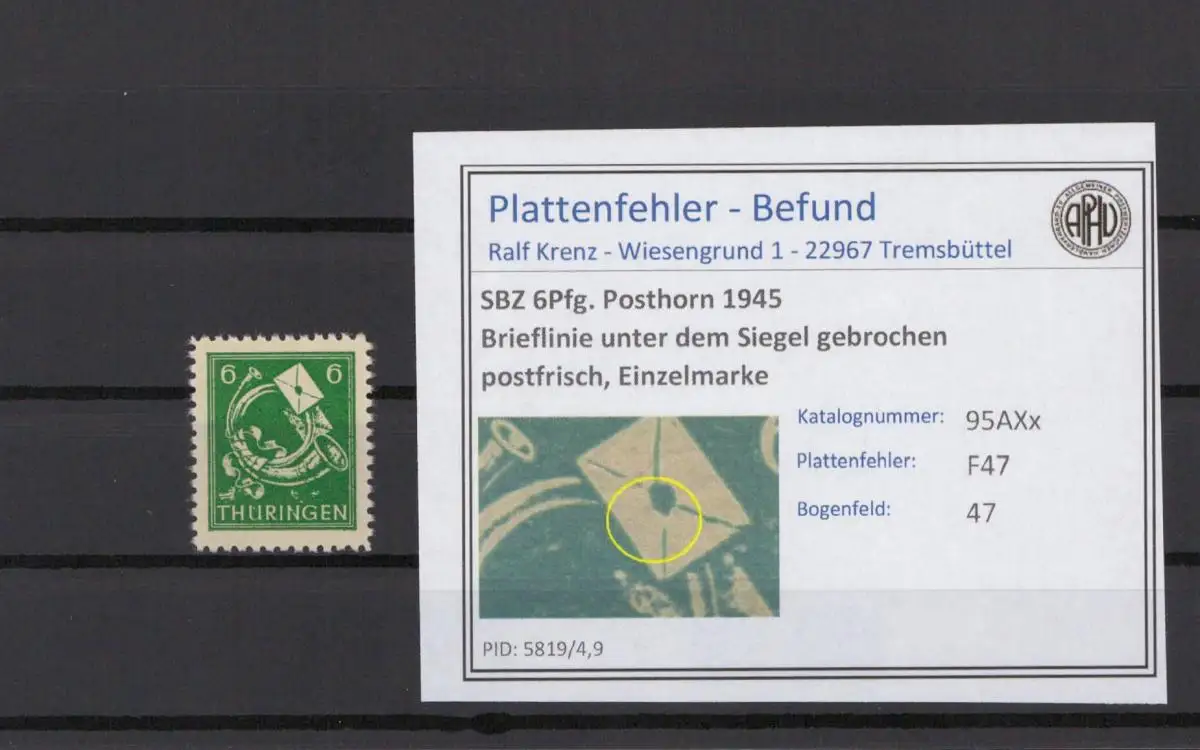 6 6
THÜRINGEN
Plattenfehler - Befund
Ralf Krenz - Wiesengrund 1 - 22967 Tremsbüttel
APHV
SBZ 6Pfg. Posthorn 1945
Brieflinie unter dem Siegel gebrochen
postfrisch, Einzelmarke
Katalognummer: 95AXx
Plattenfehler: F47
Bogenfeld: 47
PID: 5819/4,9